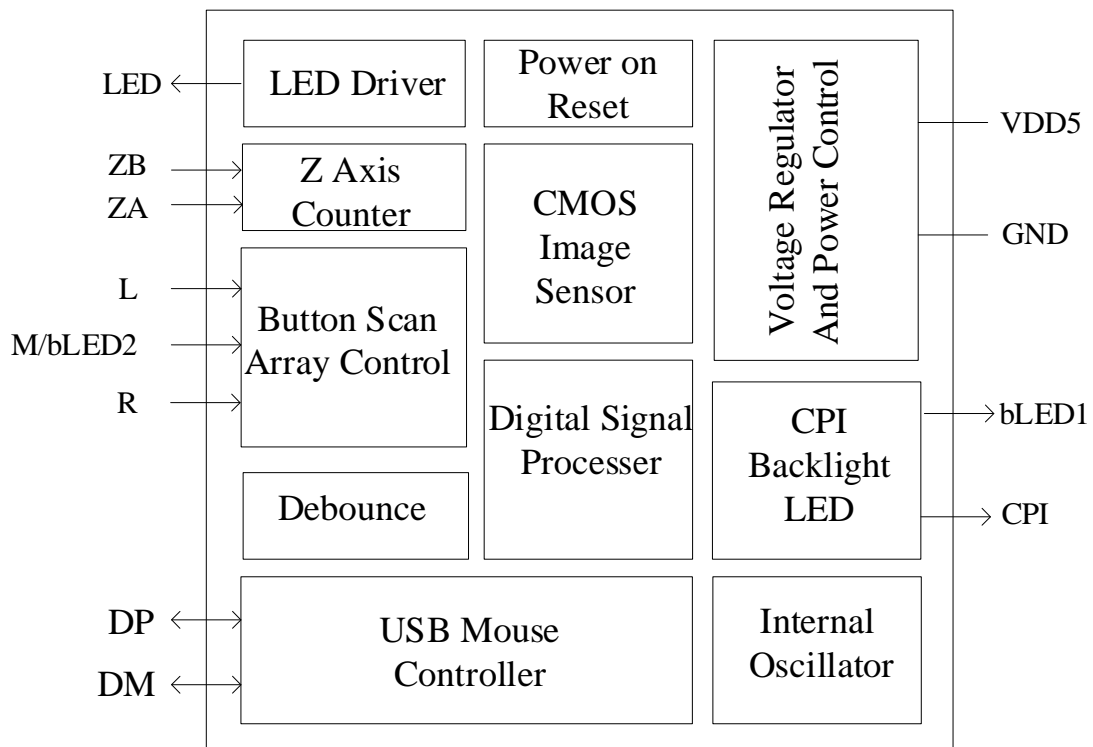 LED
LED Driver
Power on
Reset
Voltage Regulator
And Power Control
VDD5
ZB
ZA
Z Axis
Counter
CMOS
Image
Sensor
GND
L
M/bLED2
R
Button Scan
Array Control
Digital Signal
Processer
CPI
Backlight
LED
bLED1
CPI
Debounce
DP
DM
USB Mouse
Controller
Internal
Oscillator